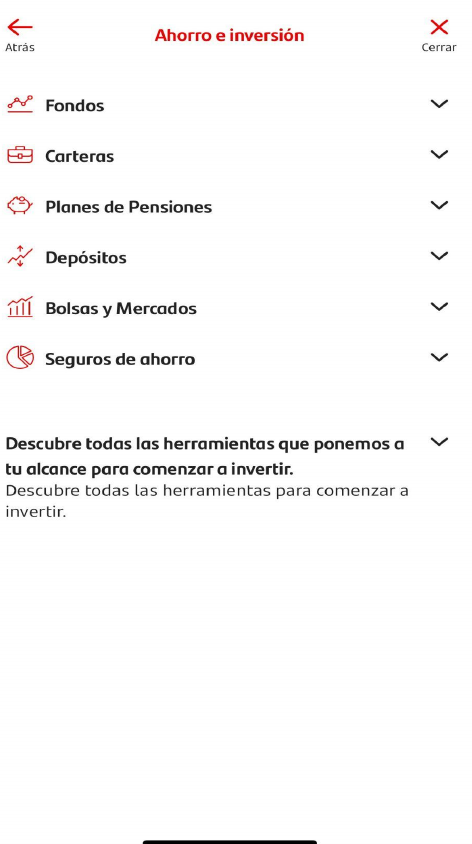 Atrás
Ahorro e inversión
Cerrar
Fondos
Carteras
Planes de Pensiones
Depósitos
Bolsas y Mercados
Seguros de ahorro
Descubre todas las herramientas que ponemos a
tu alcance para comenzar a invertir.
Descubre todas las herramientas para comenzar a
invertir.